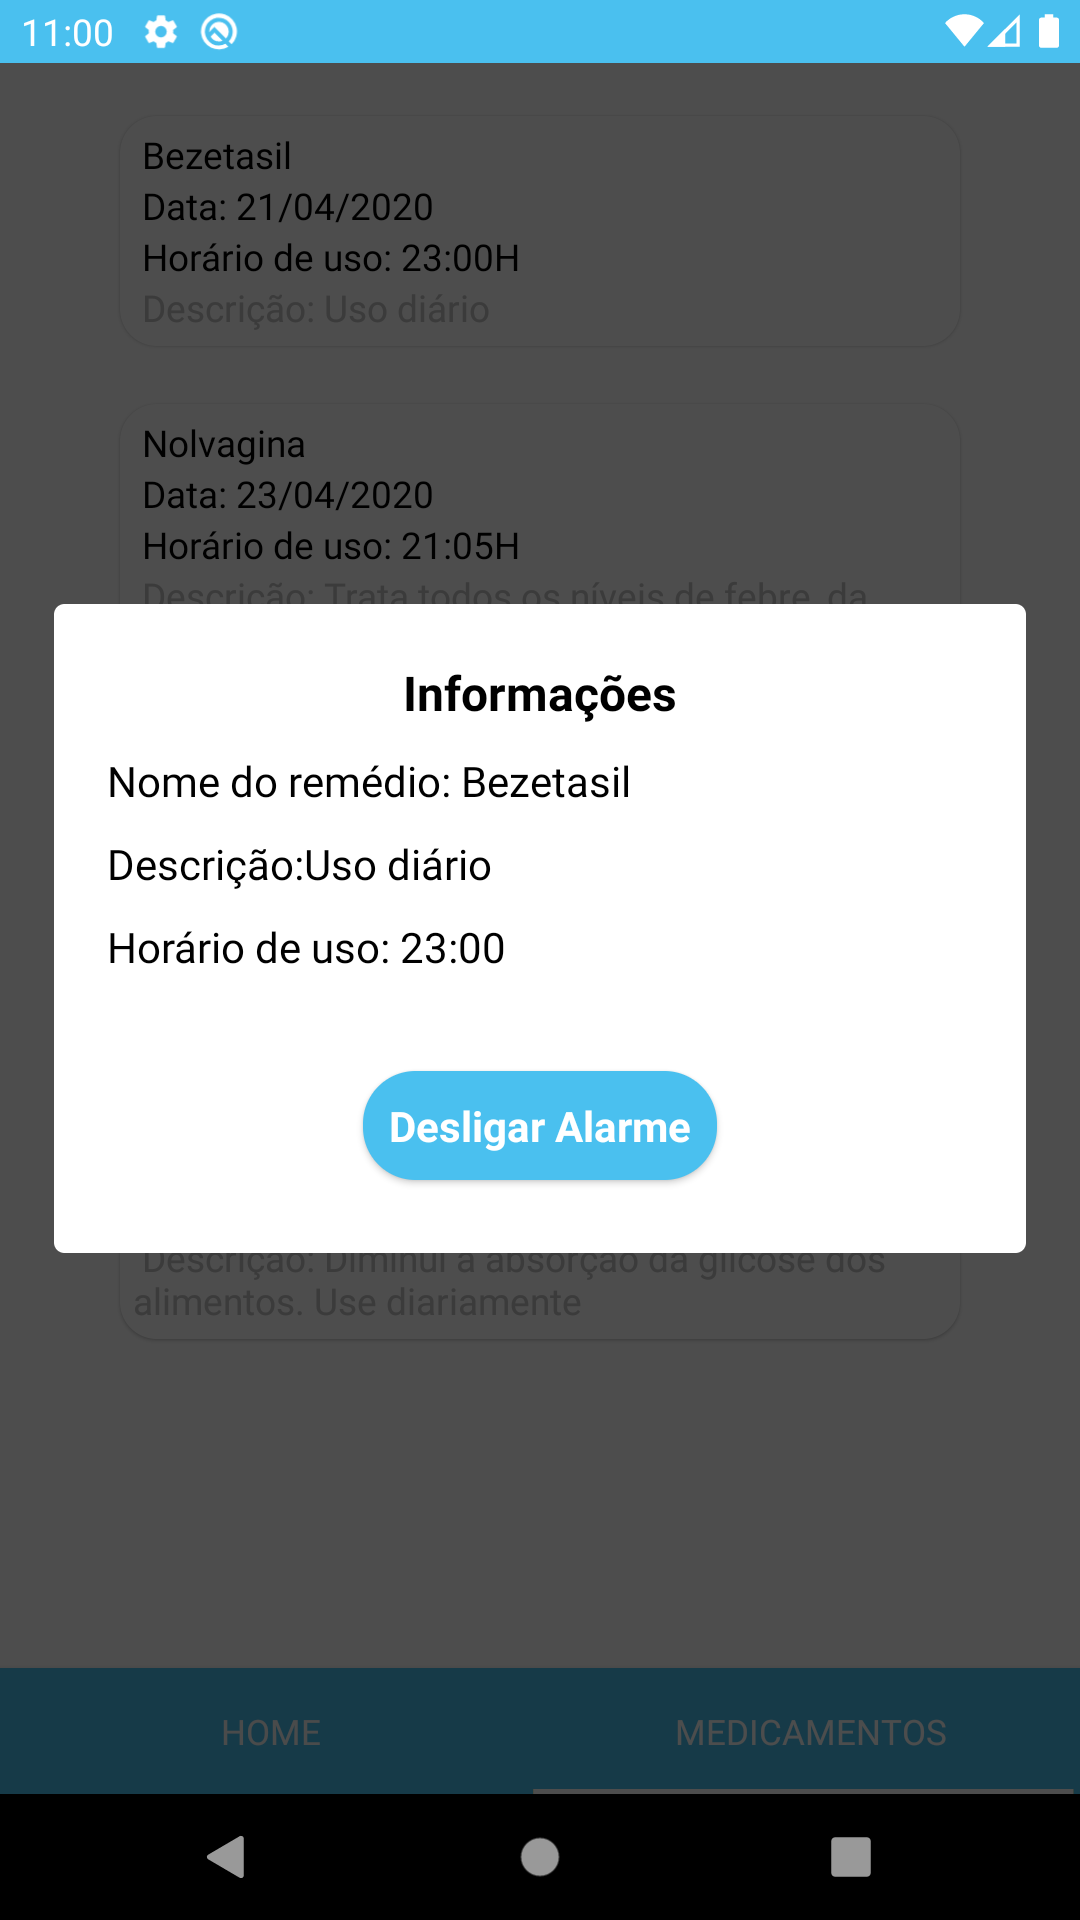 11:00
Bezetasil
Data: 21/04/2020
Horário de uso: 23:00H
Descrição: Uso diário
Nolvagina
Data: 23/04/2020
Horário de uso: 21:05H
Descrição: Trata todos os níveis de febre, da
Informações
Nome do remédio: Bezetasil
Descrição:Uso diário
Horário de uso: 23:00
Desligar Alarme
Descrição: Diminui a absorção da glicose dos
alimentos. Use diariamente
HOME
MEDICAMENTOS